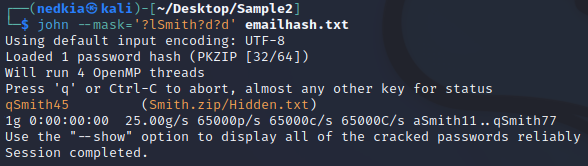 ┌──(nedkia㉿kali)-[~/Desktop/Sample2]
└─$ john --mask='?lSmith?d?d' emailhash.txt
Using default input encoding: UTF-8
Loaded 1 password hash (PKZIP [32/64])
Will run 4 OpenMP threads
Press 'q' or Ctrl-C to abort, almost any other key for status
qSmith45         (Smith.zip/Hidden.txt)
1g 0:00:00:00  25.00g/s 65000p/s 65000c/s 65000C/s aSmith11..qSmith77
Use the "--show" option to display all of the cracked passwords reliably
Session completed.